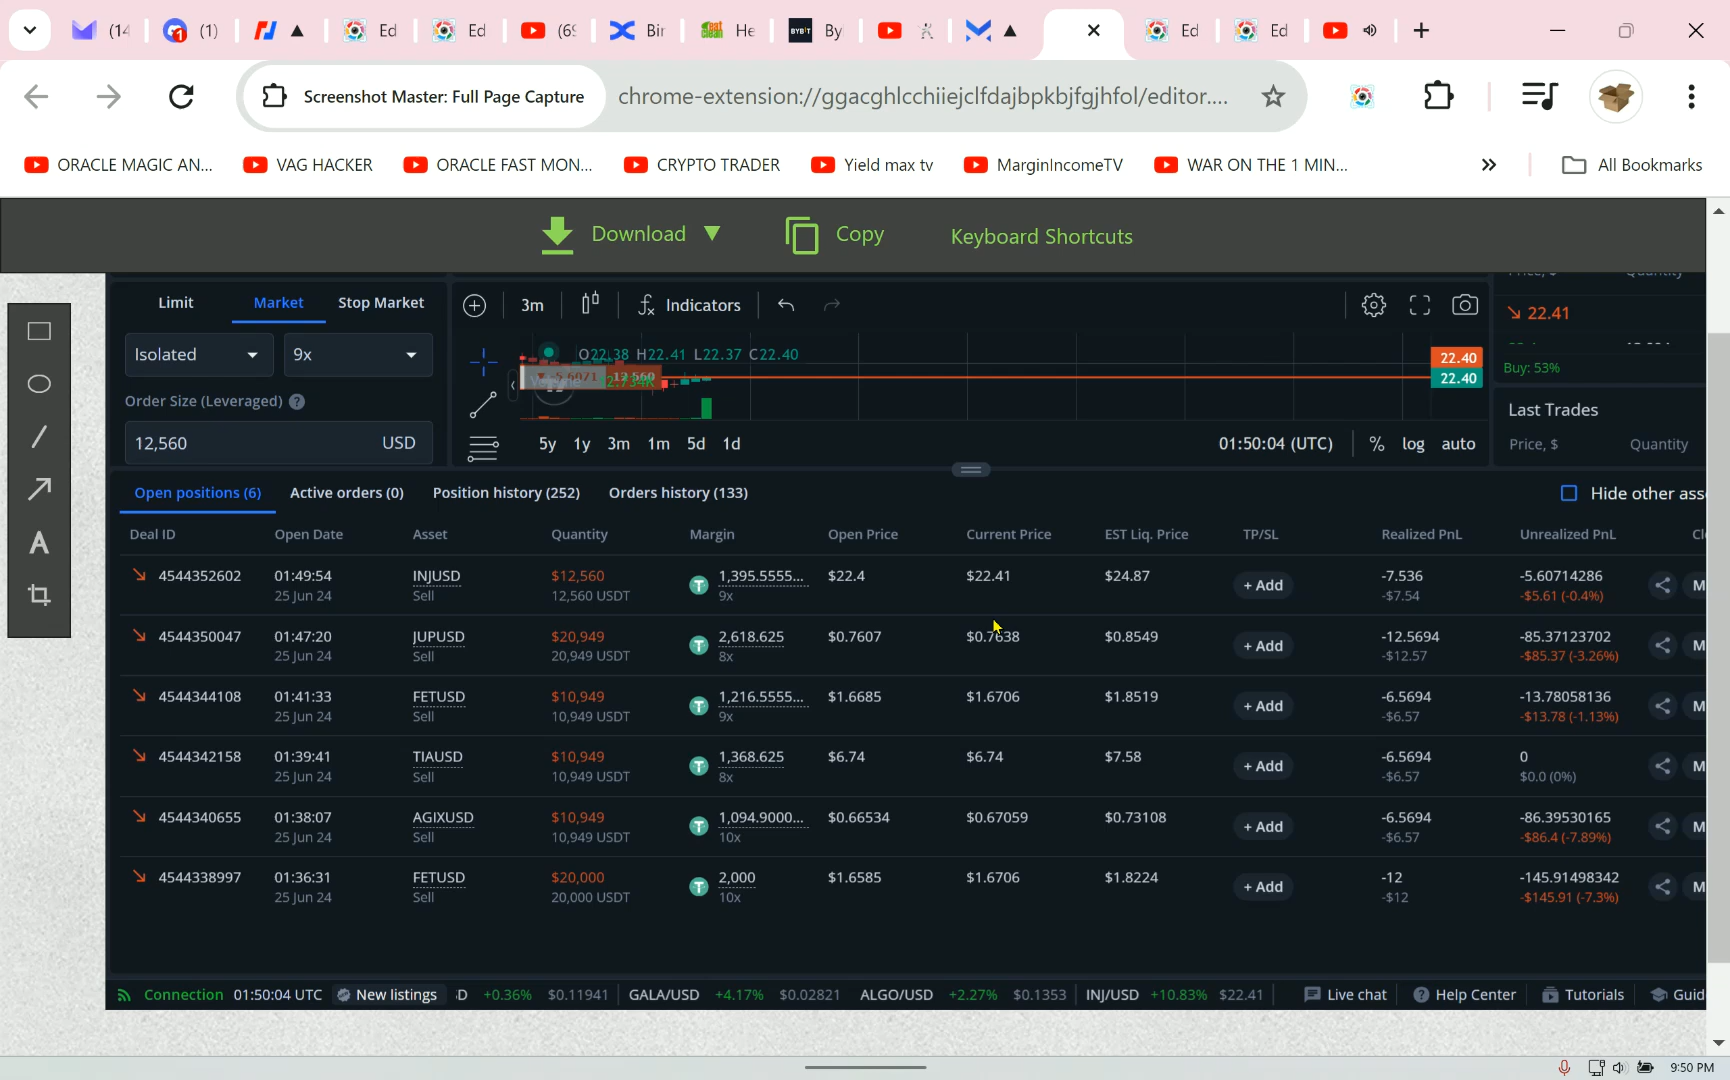 (14
(1)
Ed
Ed
(69
Bir
He
BYBIT
By
Ed
Ed
Screenshot Master: Full Page Capture
chrome-extension://ggacghlcchiiejclfdajbpkbjfgjhfol/editor....
ORACLE MAGIC AN...
VAG HACKER
ORACLE FAST MON...
CRYPTO TRADER
Yield max tv
MarginIncomeTV
WAR ON THE 1 MIN...
All Bookmarks
Download
Copy
Keyboard Shortcuts
Limit
Market
Stop Market
3m
Indicators
22.41
Isolated
9x
O22.38 H22.41 L22.37 C22.40
22.40
Buy: 53%
-5.6071
12 560
22.40
Order Size (Leveraged)
Last Trades
12,560
USD
5y 1y 3m 1m 5d 1d
01:50:04 (UTC)
% log auto
Price, $
Quantity
Open positions (6)
Active orders (0)
Position history (252)
Orders history (133)
Hide other ass
Deal ID
Open Date
Asset
Quantity
Margin
Open Price
Current Price
EST Liq. Price
TP/SL
Realized PnL
Unrealized PnL
Cl
4544352602 01:49:54 INJUSD $12,560 1,395.5555... $22.4 $22.41 $24.87 + Add -7.536 -5.60714286 M
25 Jun 24 Sell 12,560 USDT 9x -$7.54 -$5.61 (-0.4%)
4544350047 01:47:20 JUPUSD $20,949 2,618.625 $0.7607 $0.7638 $0.8549 + Add -12.5694 -85.37123702 M
25 Jun 24 Sell 20,949 USDT 8x -$12.57 -$85.37 (-3.26%)
4544344108 01:41:33 FETUSD $10,949 1,216.5555... $1.6685 $1.6706 $1.8519 + Add -6.5694 -13.78058136 M
25 Jun 24 Sell 10,949 USDT 9x -$6.57 -$13.78 (-1.13%)
4544342158 01:39:41 TIAUSD $10,949 1,368.625 $6.74 $6.74 $7.58 + Add -6.5694 0 M
25 Jun 24 Sell 10,949 USDT 8x -$6.57 $0.0 (0%)
4544340655 01:38:07 AGIXUSD $10,949 1,094.9000... $0.66534 $0.67059 $0.73108 + Add -6.5694 -86.39530165 M
25 Jun 24 Sell 10,949 USDT 10x -$6.57 -$86.4 (-7.89%)
4544338997 01:36:31 FETUSD $20,000 2,000 $1.6585 $1.6706 $1.8224 + Add -12 -145.91498342 M
25 Jun 24 Sell 20,000 USDT 10x -$12 -$145.91 (-7.3%)
Connection 01:50:04 UTC New listings D +0.36% $0.11941 GALA/USD +4.17% $0.02821 ALGO/USD +2.27% $0.1353 INJ/USD +10.83% $22.41 Live chat Help Center Tutorials Guid
9:50 PM